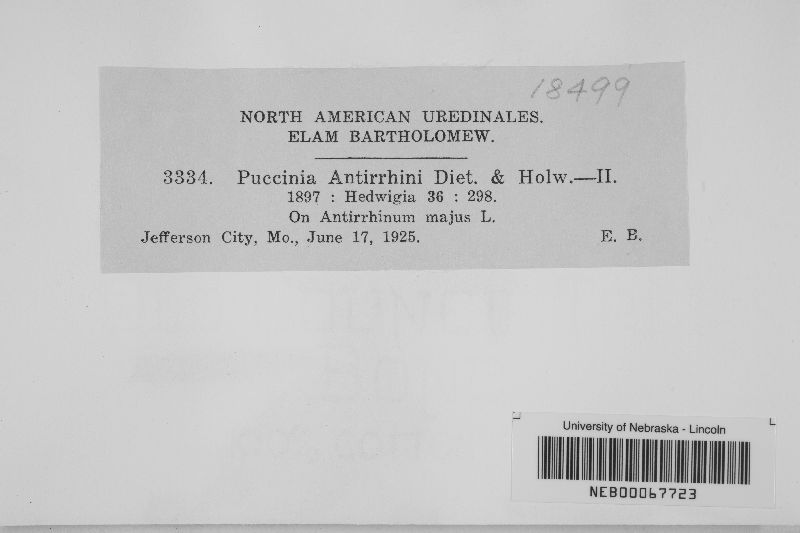 18499
NORTH AMERICAN UREDINALES.
ELAM BARTHOLOMEW.
3334. Puccinia Antirrhini Diet. & Holw.—II.
1897 : Hedwigia 36 : 298.
On Antirrhinum majus L.
Jefferson City, Mo., June 17, 1925. E. B.
University of Nebraska - Lincoln
NEB00067723